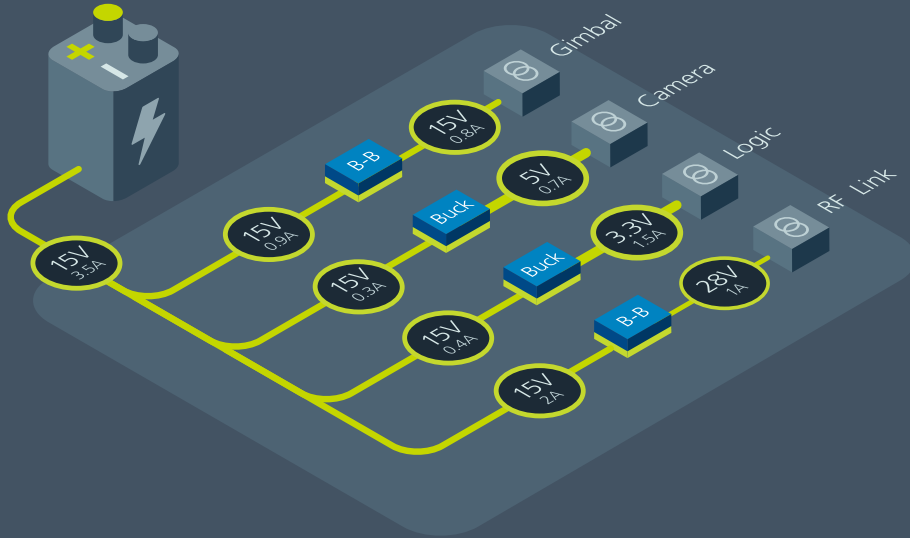 Gimbal
15V
0.8A
B-B
15V
0.9A
Camera
5V
0.7A
Buck
15V
0.3A
Logic
3.3V
1.5A
Buck
15V
0.4A
RF Link
28V
1A
B-B
15V
2A
15V
3.5A